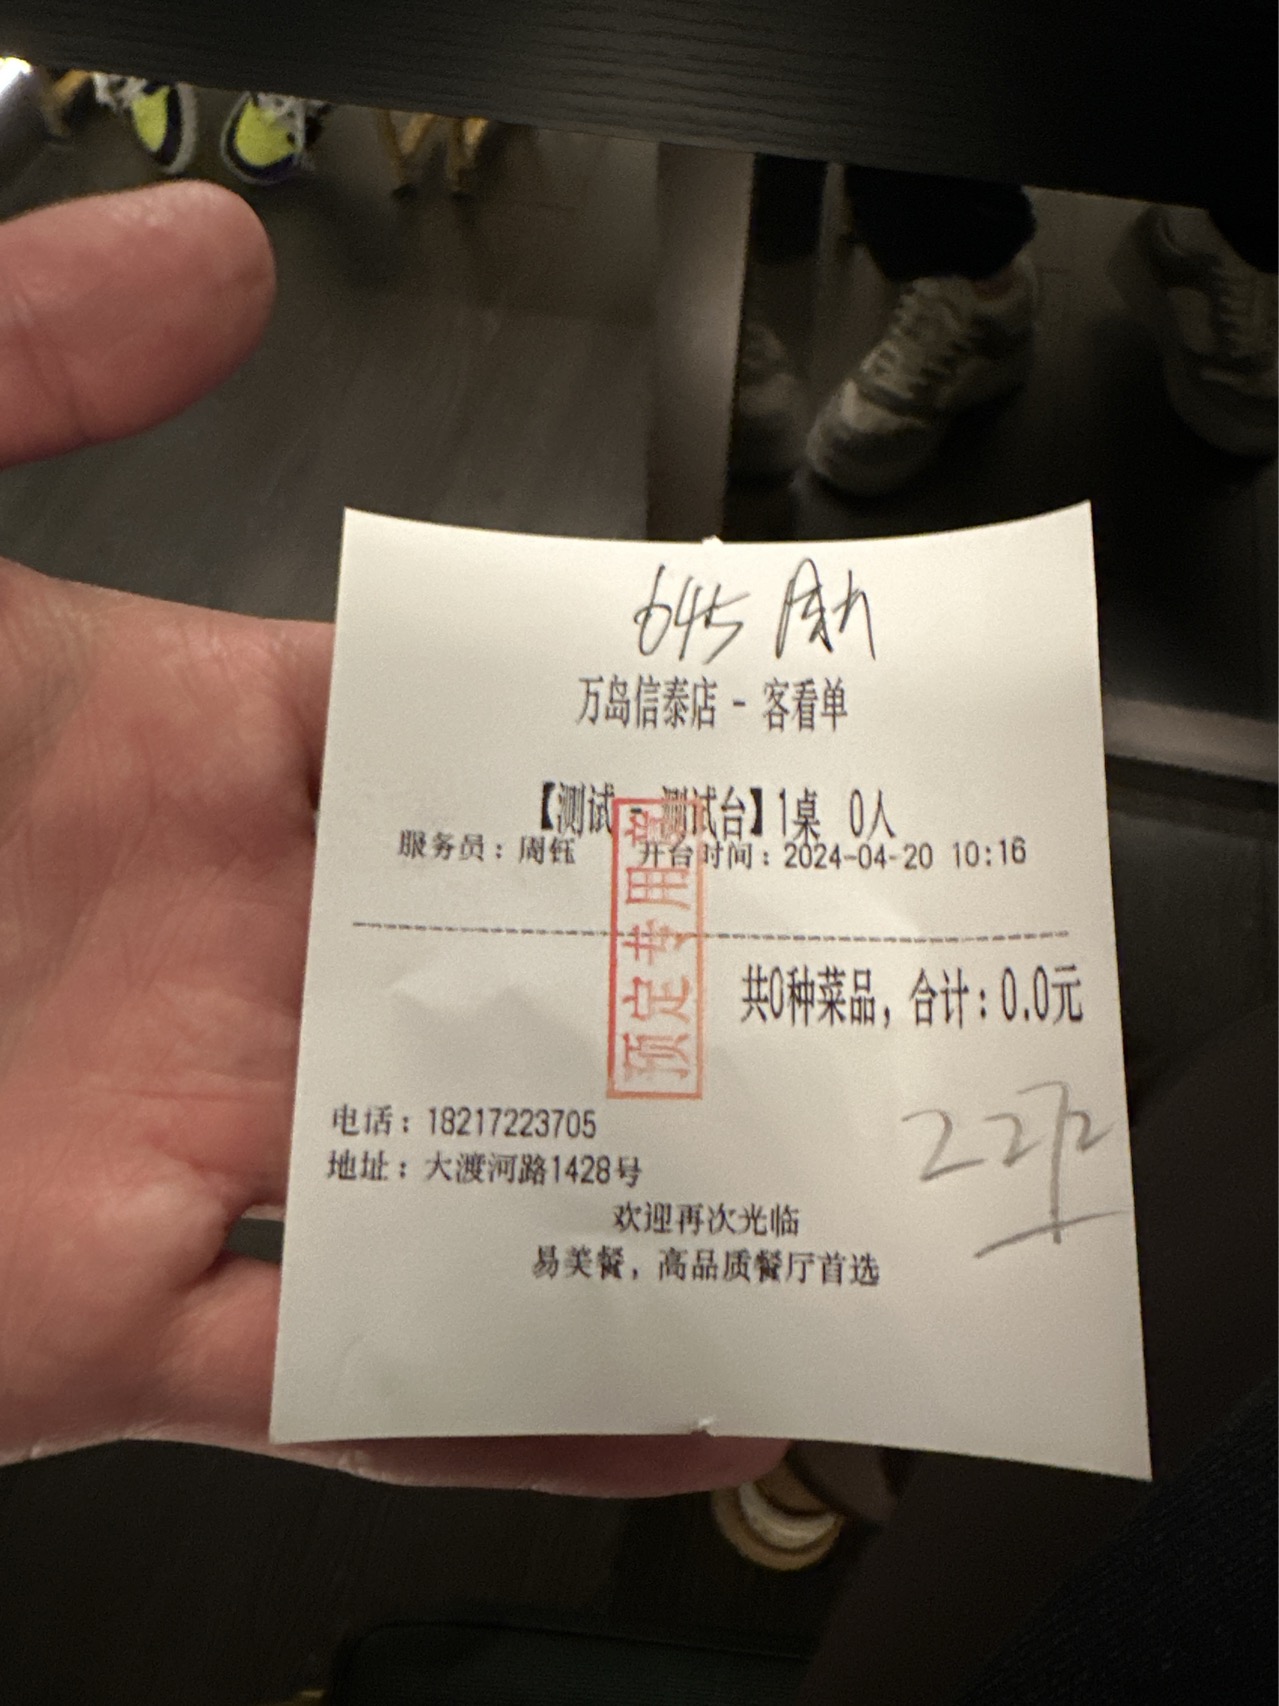 645
万岛信泰店 - 客看单
【测试 - 测试台】1桌 0人
服务员：周钰 开台时间：2024-04-20 10:16
预定专用章
共0种菜品，合计：0.0元
电话：18217223705
地址：大渡河路1428号
欢迎再次光临
易美餐，高品质餐厅首选